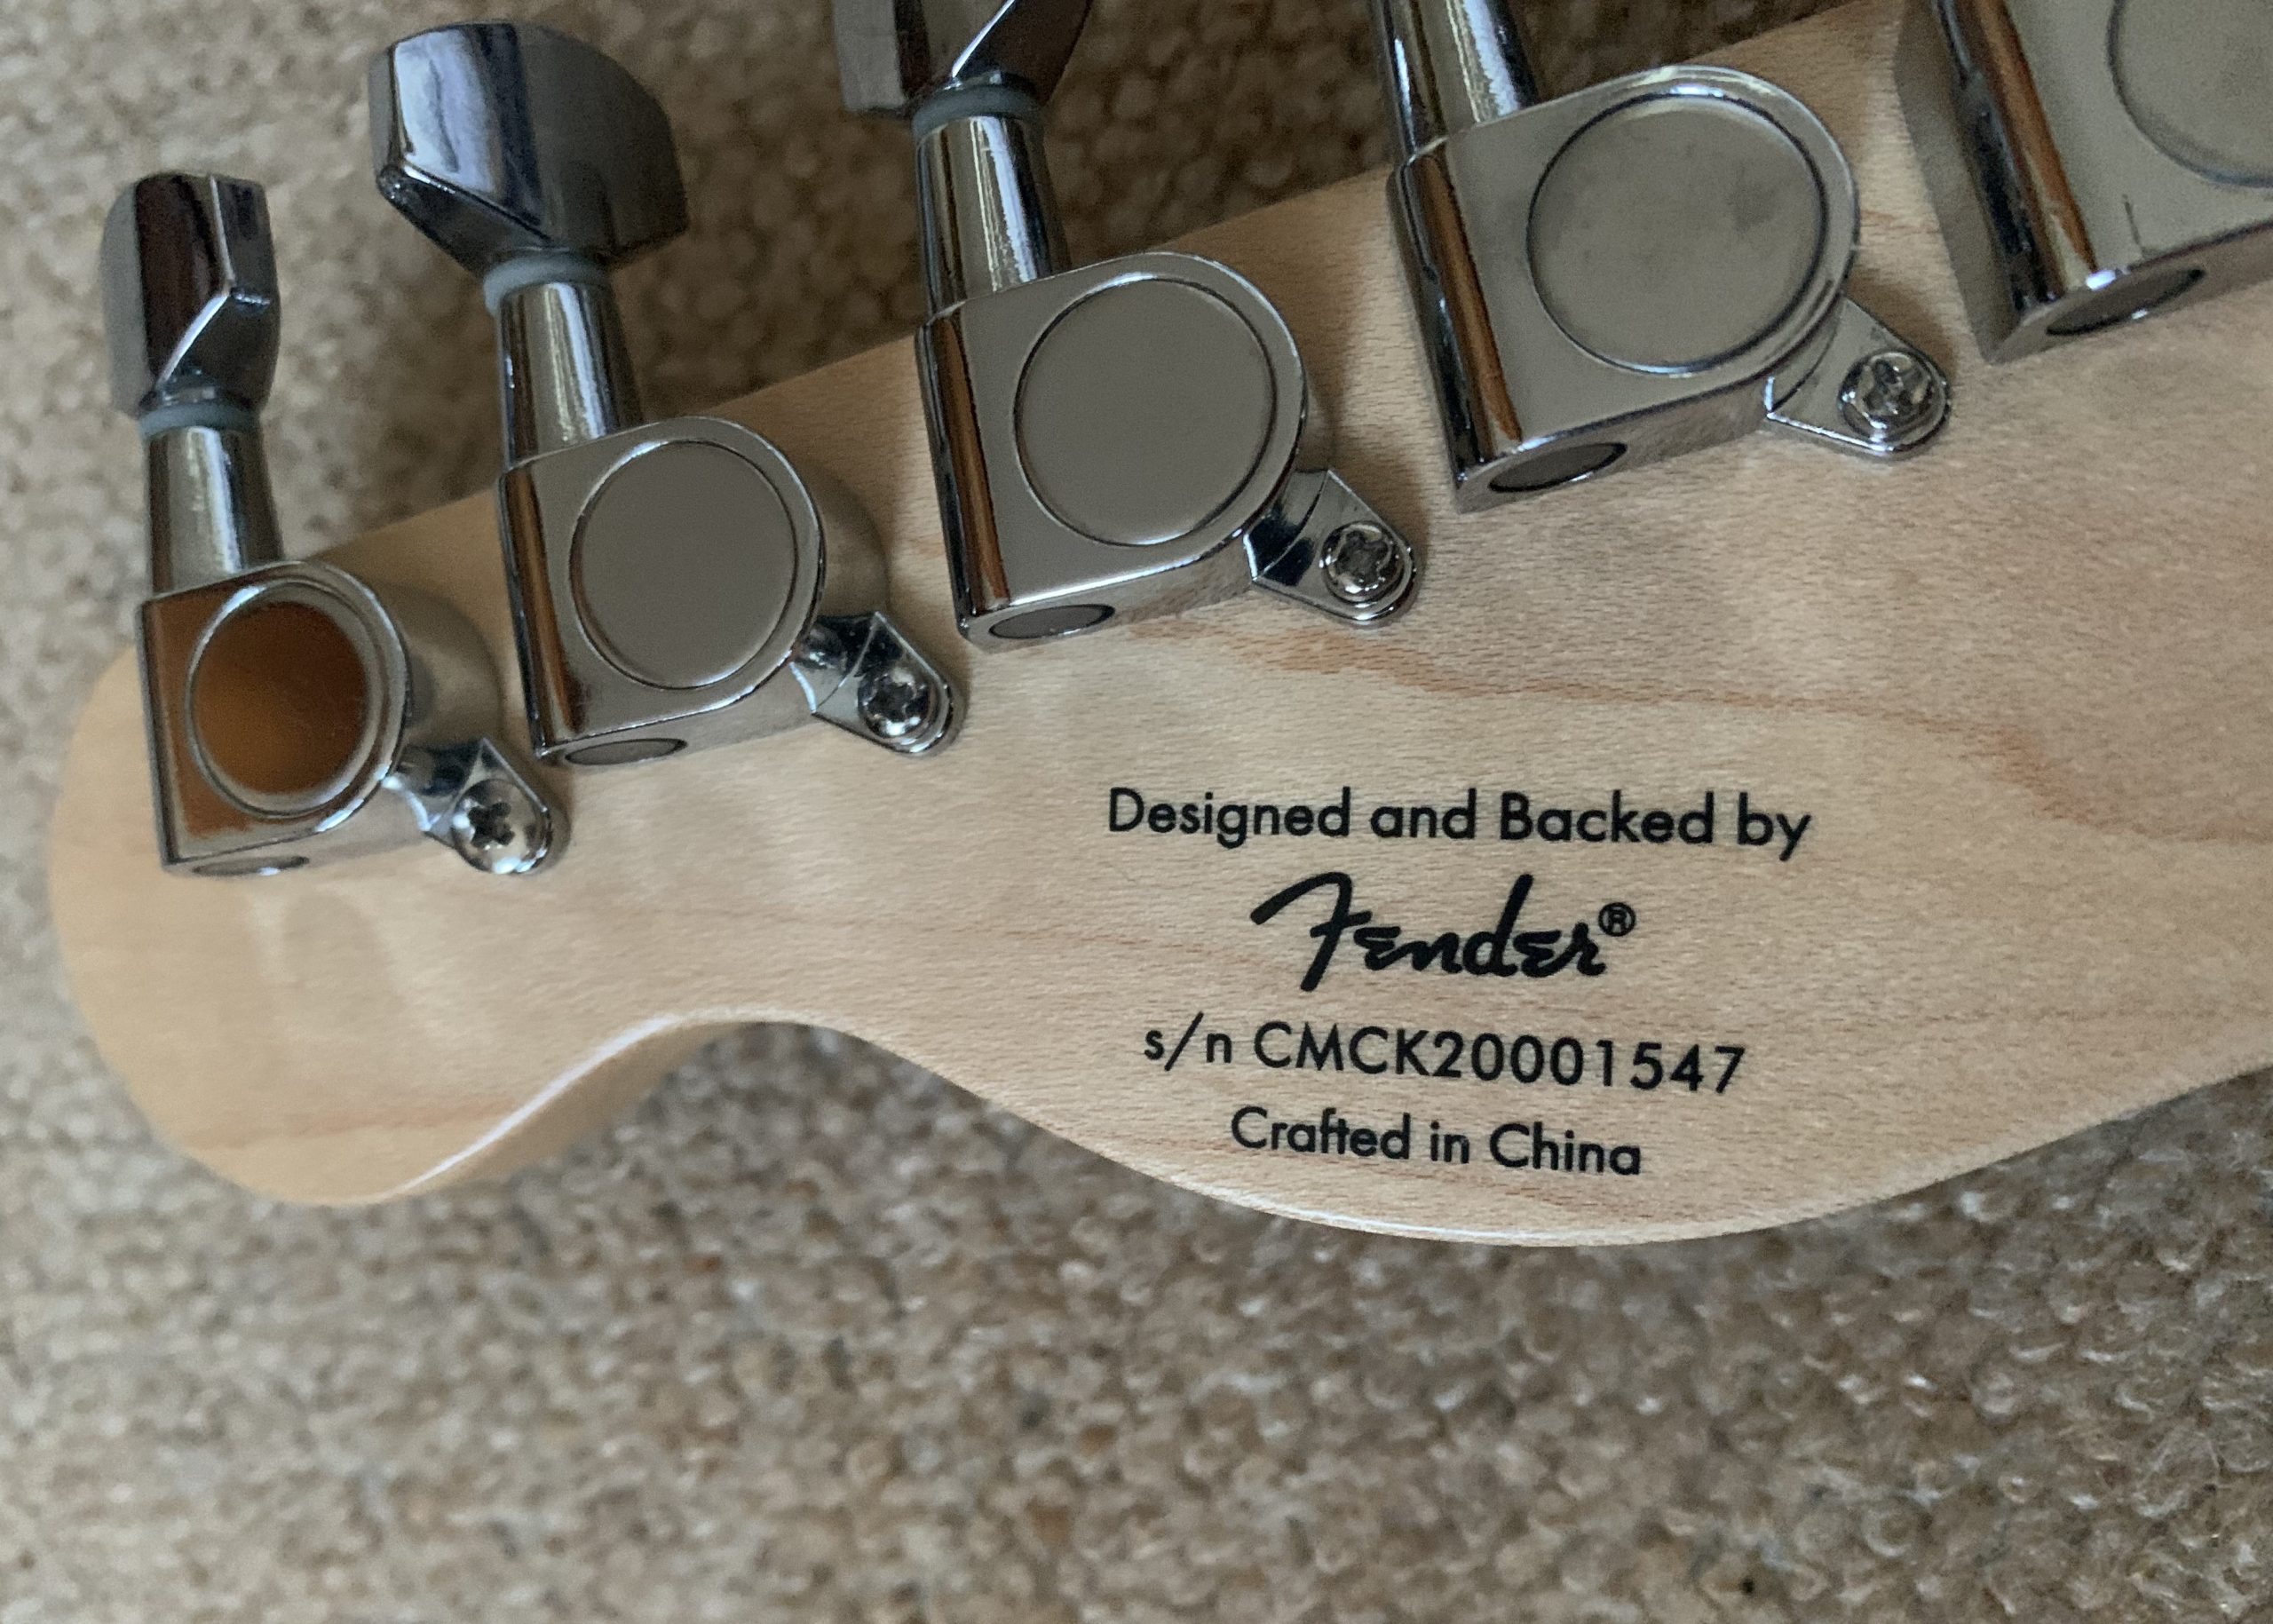 Designed and Backed by
Fender®
s/n CMCK20001547
Crafted in China